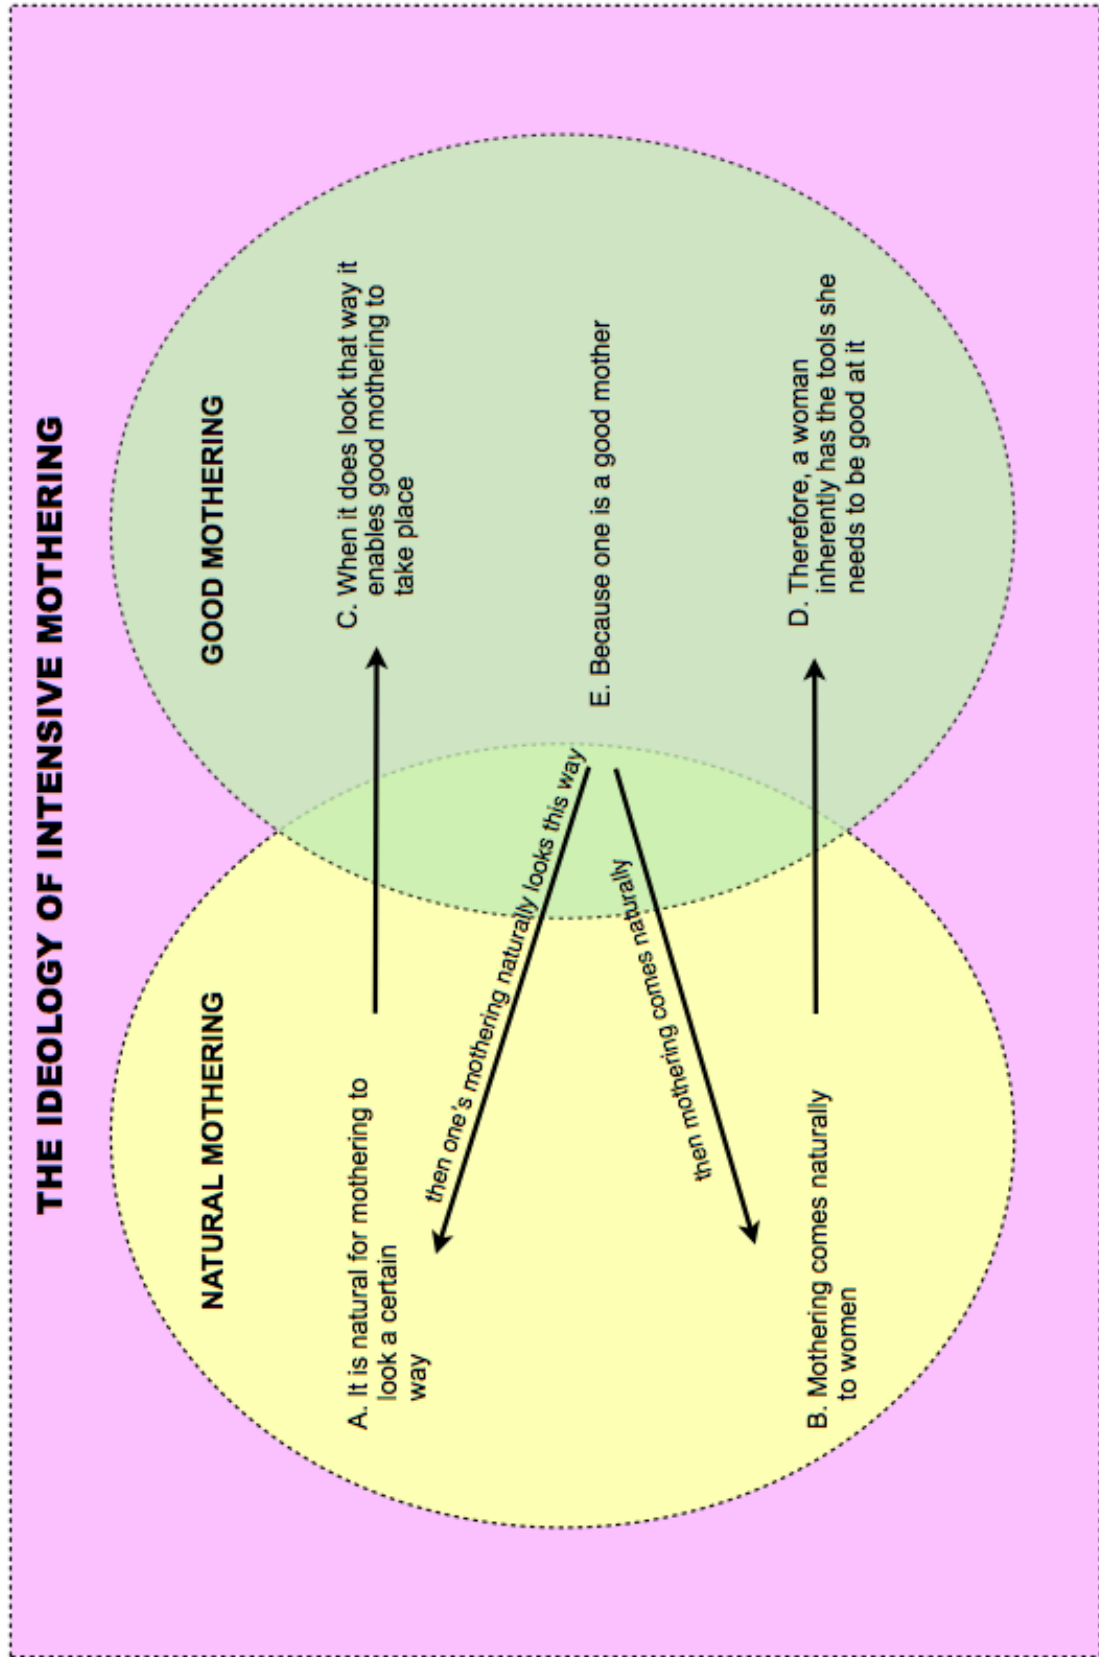 THE IDEOLOGY OF INTENSIVE MOTHERING
NATURAL MOTHERING
GOOD MOTHERING
A. It is natural for mothering to
look a certain
way
C. When it does look that way it
enables good mothering to
take place
then one's mothering naturally looks this way
E. Because one is a good mother
then mothering comes naturally
B. Mothering comes naturally
to women
D. Therefore, a woman
inherently has the tools she
needs to be good at it